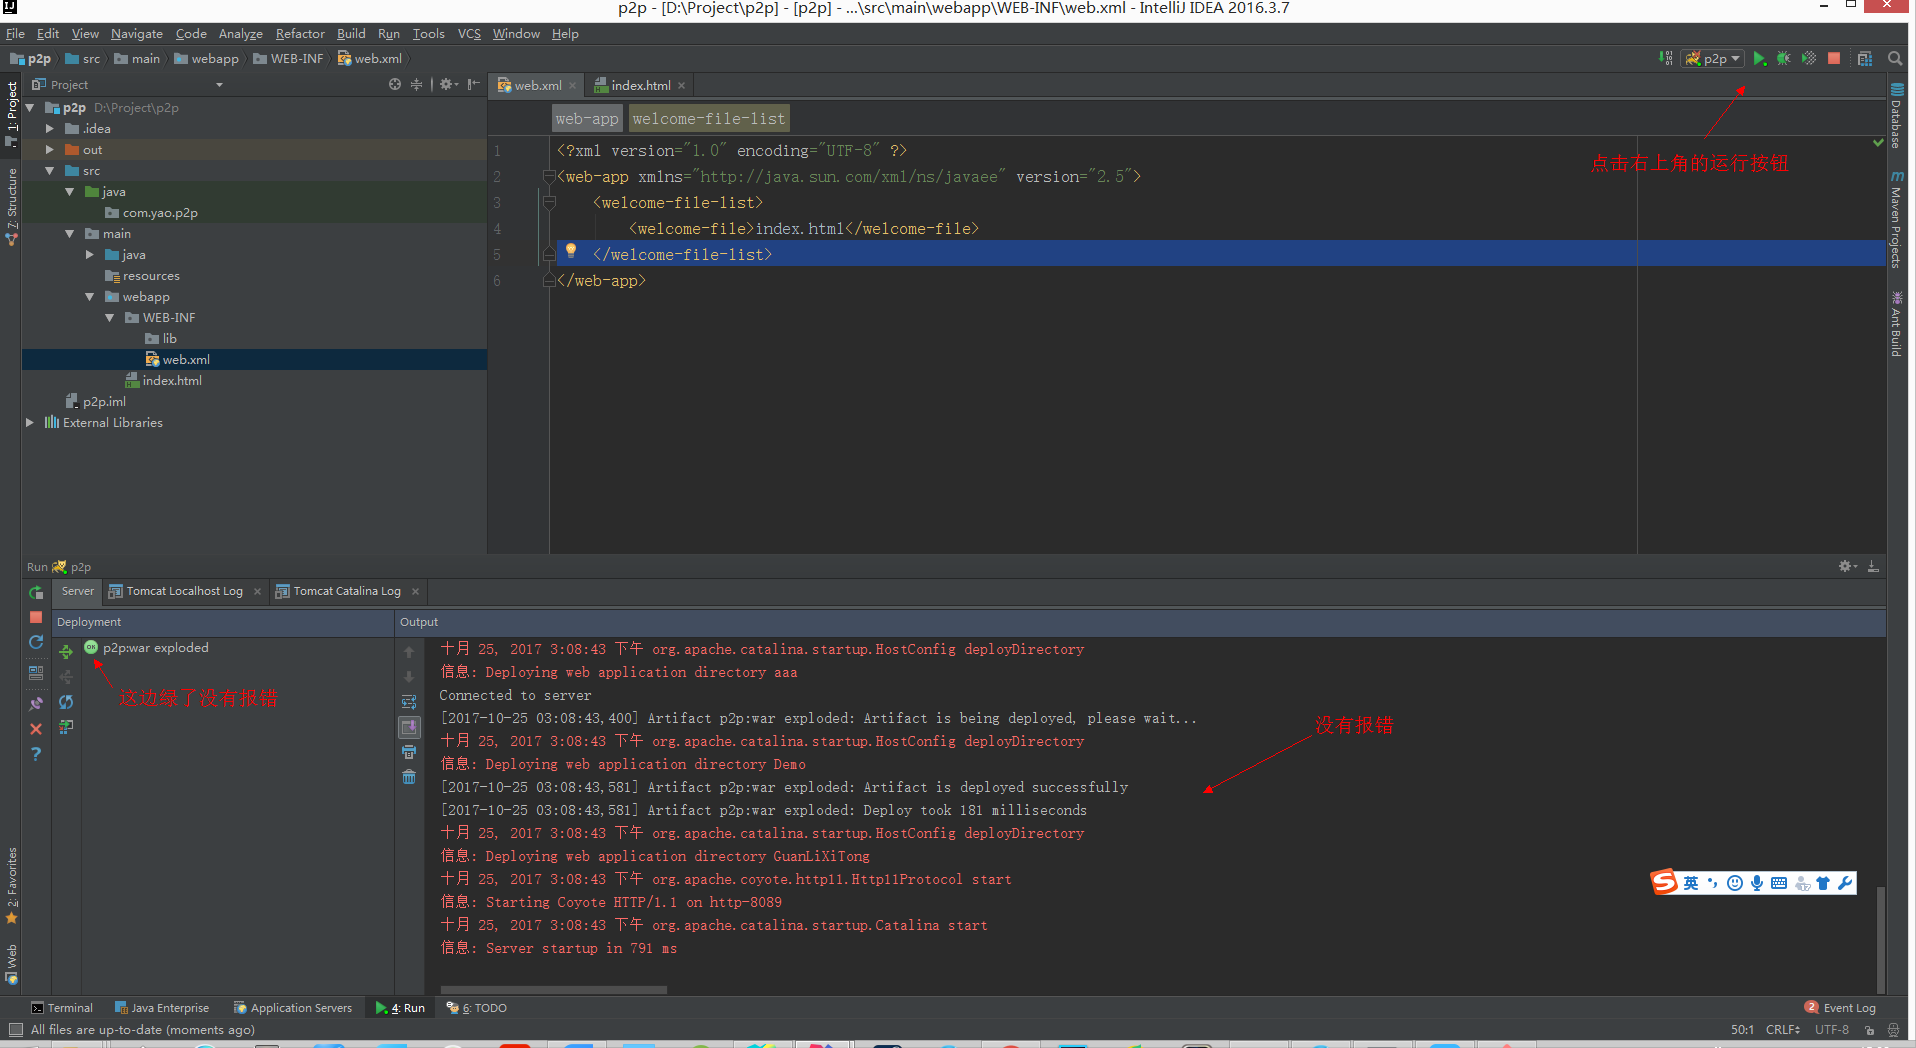 p2p - [D:\Project\p2p] - [p2p] - ...\src\main\webapp\WEB-INF\web.xml - IntelliJ IDEA 2016.3.7
File Edit View Navigate Code Analyze Refactor Build Run Tools VCS Window Help
p2p src main webapp WEB-INF web.xml
p2p
Project
web.xml
index.html
1: Project
7: Structure
2: Favorites
Web
p2p D:\Project\p2p
.idea
out
src
java
com.yao.p2p
main
java
resources
webapp
WEB-INF
lib
web.xml
index.html
p2p.iml
External Libraries
web-app welcome-file-list
1 <?xml version="1.0" encoding="UTF-8" ?>
2 <web-app xmlns="http://java.sun.com/xml/ns/javaee" version="2.5">
3 <welcome-file-list>
4 <welcome-file>index.html</welcome-file>
5 </welcome-file-list>
6 </web-app>
点击右上角的运行按钮
Database
Maven Projects
Ant Build
Run p2p
Server Tomcat Localhost Log Tomcat Catalina Log
Deployment
Output
p2p:war exploded
这边绿了没有报错
十月 25, 2017 3:08:43 下午 org.apache.catalina.startup.HostConfig deployDirectory
信息: Deploying web application directory aaa
Connected to server
[2017-10-25 03:08:43,400] Artifact p2p:war exploded: Artifact is being deployed, please wait...
十月 25, 2017 3:08:43 下午 org.apache.catalina.startup.HostConfig deployDirectory
信息: Deploying web application directory Demo
[2017-10-25 03:08:43,581] Artifact p2p:war exploded: Artifact is deployed successfully
[2017-10-25 03:08:43,581] Artifact p2p:war exploded: Deploy took 181 milliseconds
十月 25, 2017 3:08:43 下午 org.apache.catalina.startup.HostConfig deployDirectory
信息: Deploying web application directory GuanLiXiTong
十月 25, 2017 3:08:43 下午 org.apache.coyote.http11.Http11Protocol start
信息: Starting Coyote HTTP/1.1 on http-8089
十月 25, 2017 3:08:43 下午 org.apache.catalina.startup.Catalina start
信息: Server startup in 791 ms
没有报错
英
Terminal Java Enterprise Application Servers 4: Run 6: TODO
2 Event Log
All files are up-to-date (moments ago)
50:1 CRLF UTF-8